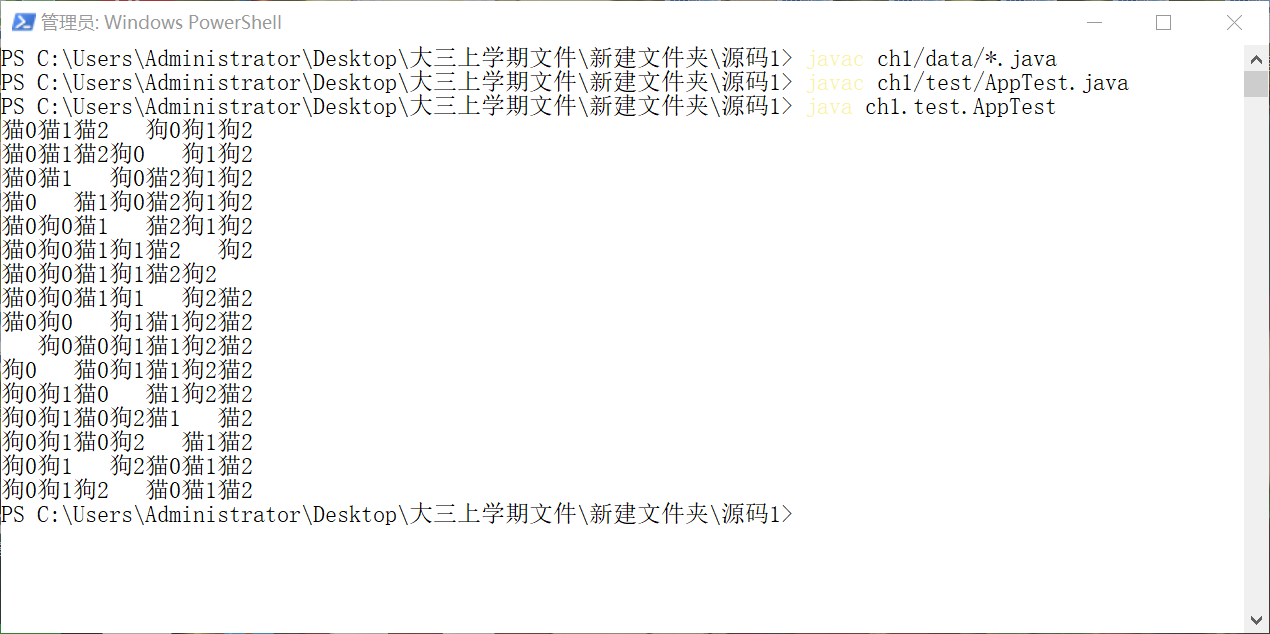 管理员: Windows PowerShell
PS C:\Users\Administrator\Desktop\大三上学期文件\新建文件夹\源码1> javac ch1/data/*.java
PS C:\Users\Administrator\Desktop\大三上学期文件\新建文件夹\源码1> javac ch1/test/AppTest.java
PS C:\Users\Administrator\Desktop\大三上学期文件\新建文件夹\源码1> java ch1.test.AppTest
猫0猫1猫2   狗0狗1狗2
猫0猫1猫2狗0   狗1狗2
猫0猫1   狗0猫2狗1狗2
猫0   猫1狗0猫2狗1狗2
猫0狗0猫1   猫2狗1狗2
猫0狗0猫1狗1猫2   狗2
猫0狗0猫1狗1猫2狗2
猫0狗0猫1狗1   狗2猫2
猫0狗0   狗1猫1狗2猫2
   狗0猫0狗1猫1狗2猫2
狗0   猫0狗1猫1狗2猫2
狗0狗1猫0   猫1狗2猫2
狗0狗1猫0狗2猫1   猫2
狗0狗1猫0狗2   猫1猫2
狗0狗1   狗2猫0猫1猫2
狗0狗1狗2   猫0猫1猫2
PS C:\Users\Administrator\Desktop\大三上学期文件\新建文件夹\源码1>